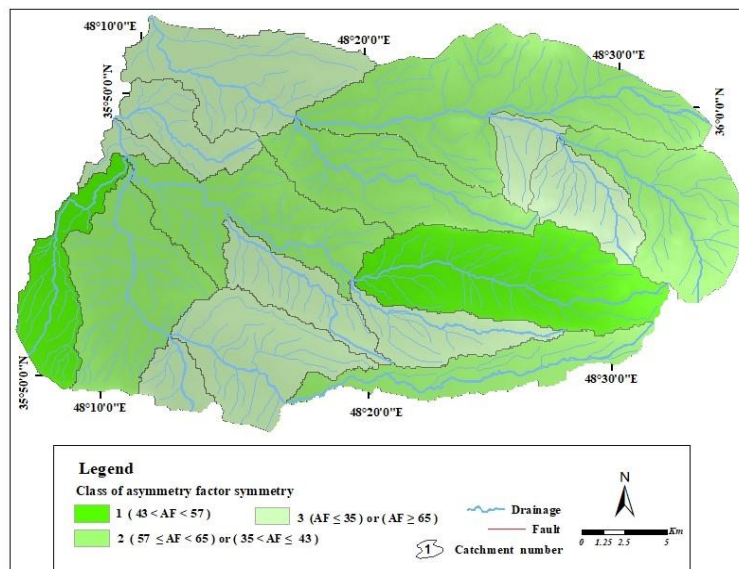 48°10'0"E
48°20'0"E
48°30'0"E
35°50'0"N
36°0'0"N
35°50'0"N
48°10'0"E
48°20'0"E
48°30'0"E
Legend
Class of asymmetry factor symmetry
1 ( 43 < AF < 57)
2 ( 57 ≤ AF < 65) or ( 35 < AF ≤ 43)
3 (AF ≤ 35) or ( AF ≥ 65)
Drainage
Fault
1 Catchment number
N
0 1.25 2.5 5 Km